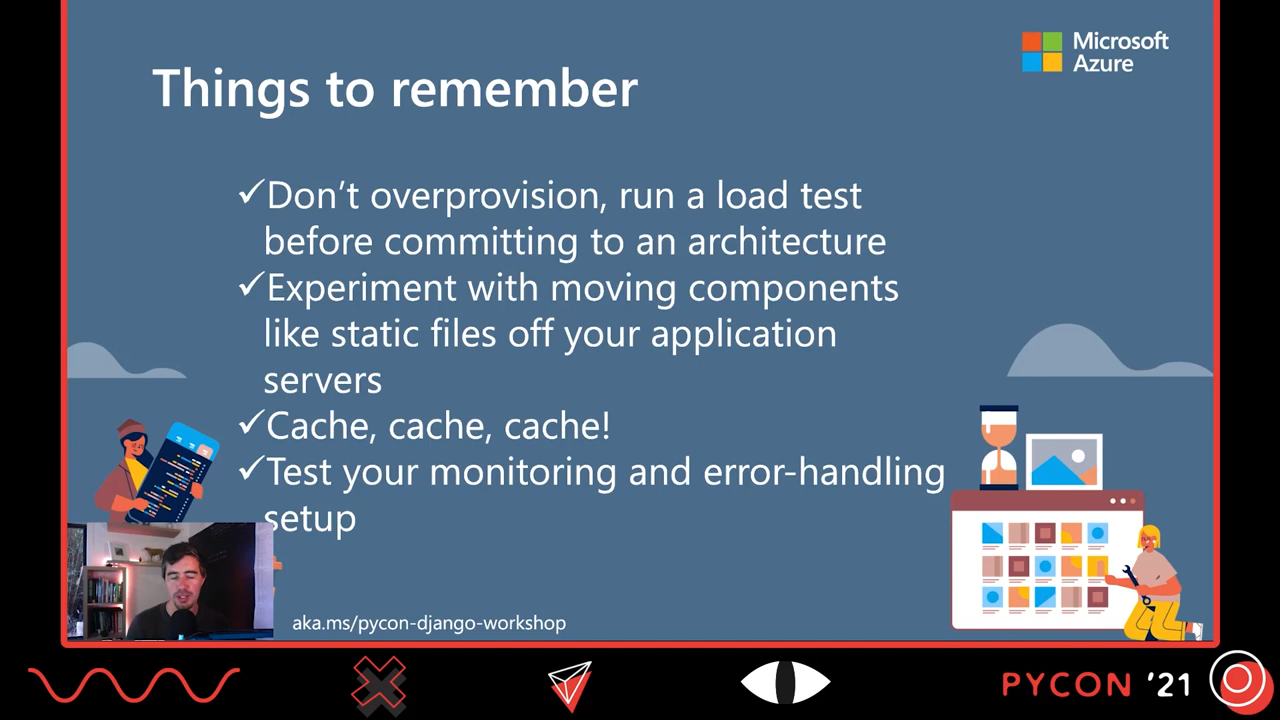 Microsoft
Azure
Things to remember
✓Don’t overprovision, run a load test
before committing to an architecture
✓Experiment with moving components
like static files off your application
servers
✓Cache, cache, cache!
✓Test your monitoring and error-handling
setup
aka.ms/pycon-django-workshop
PYCON ’21